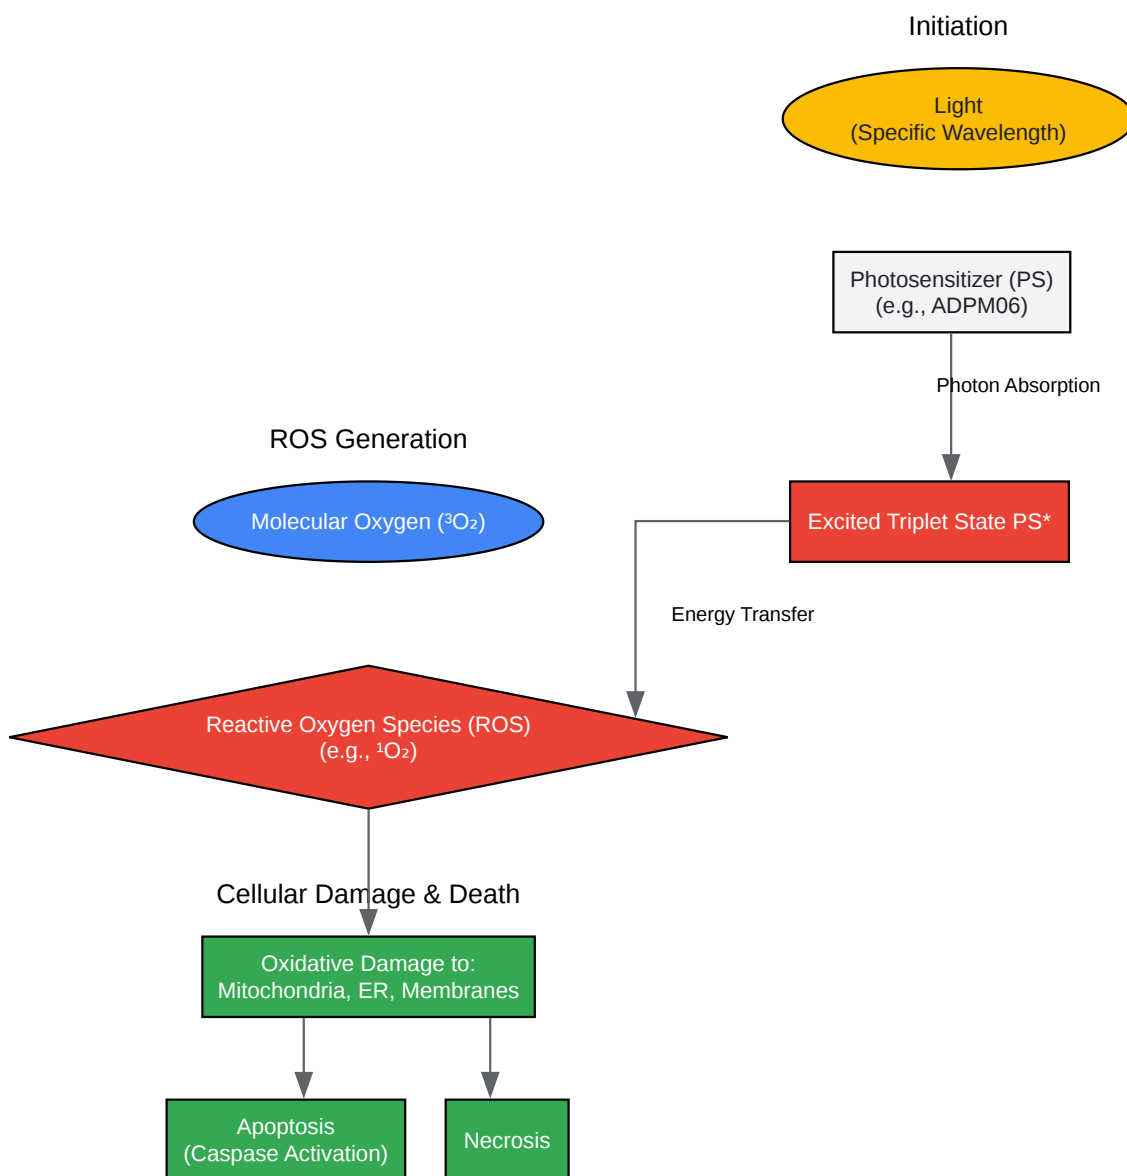 Initiation
Light
(Specific Wavelength)
Photosensitizer (PS)
(e.g., ADPM06)
Photon Absorption
ROS Generation
Molecular Oxygen (³O₂)
Excited Triplet State PS*
Energy Transfer
Reactive Oxygen Species (ROS)
(e.g., ¹O₂)
Cellular Damage & Death
Oxidative Damage to:
Mitochondria, ER, Membranes
Apoptosis
(Caspase Activation)
Necrosis